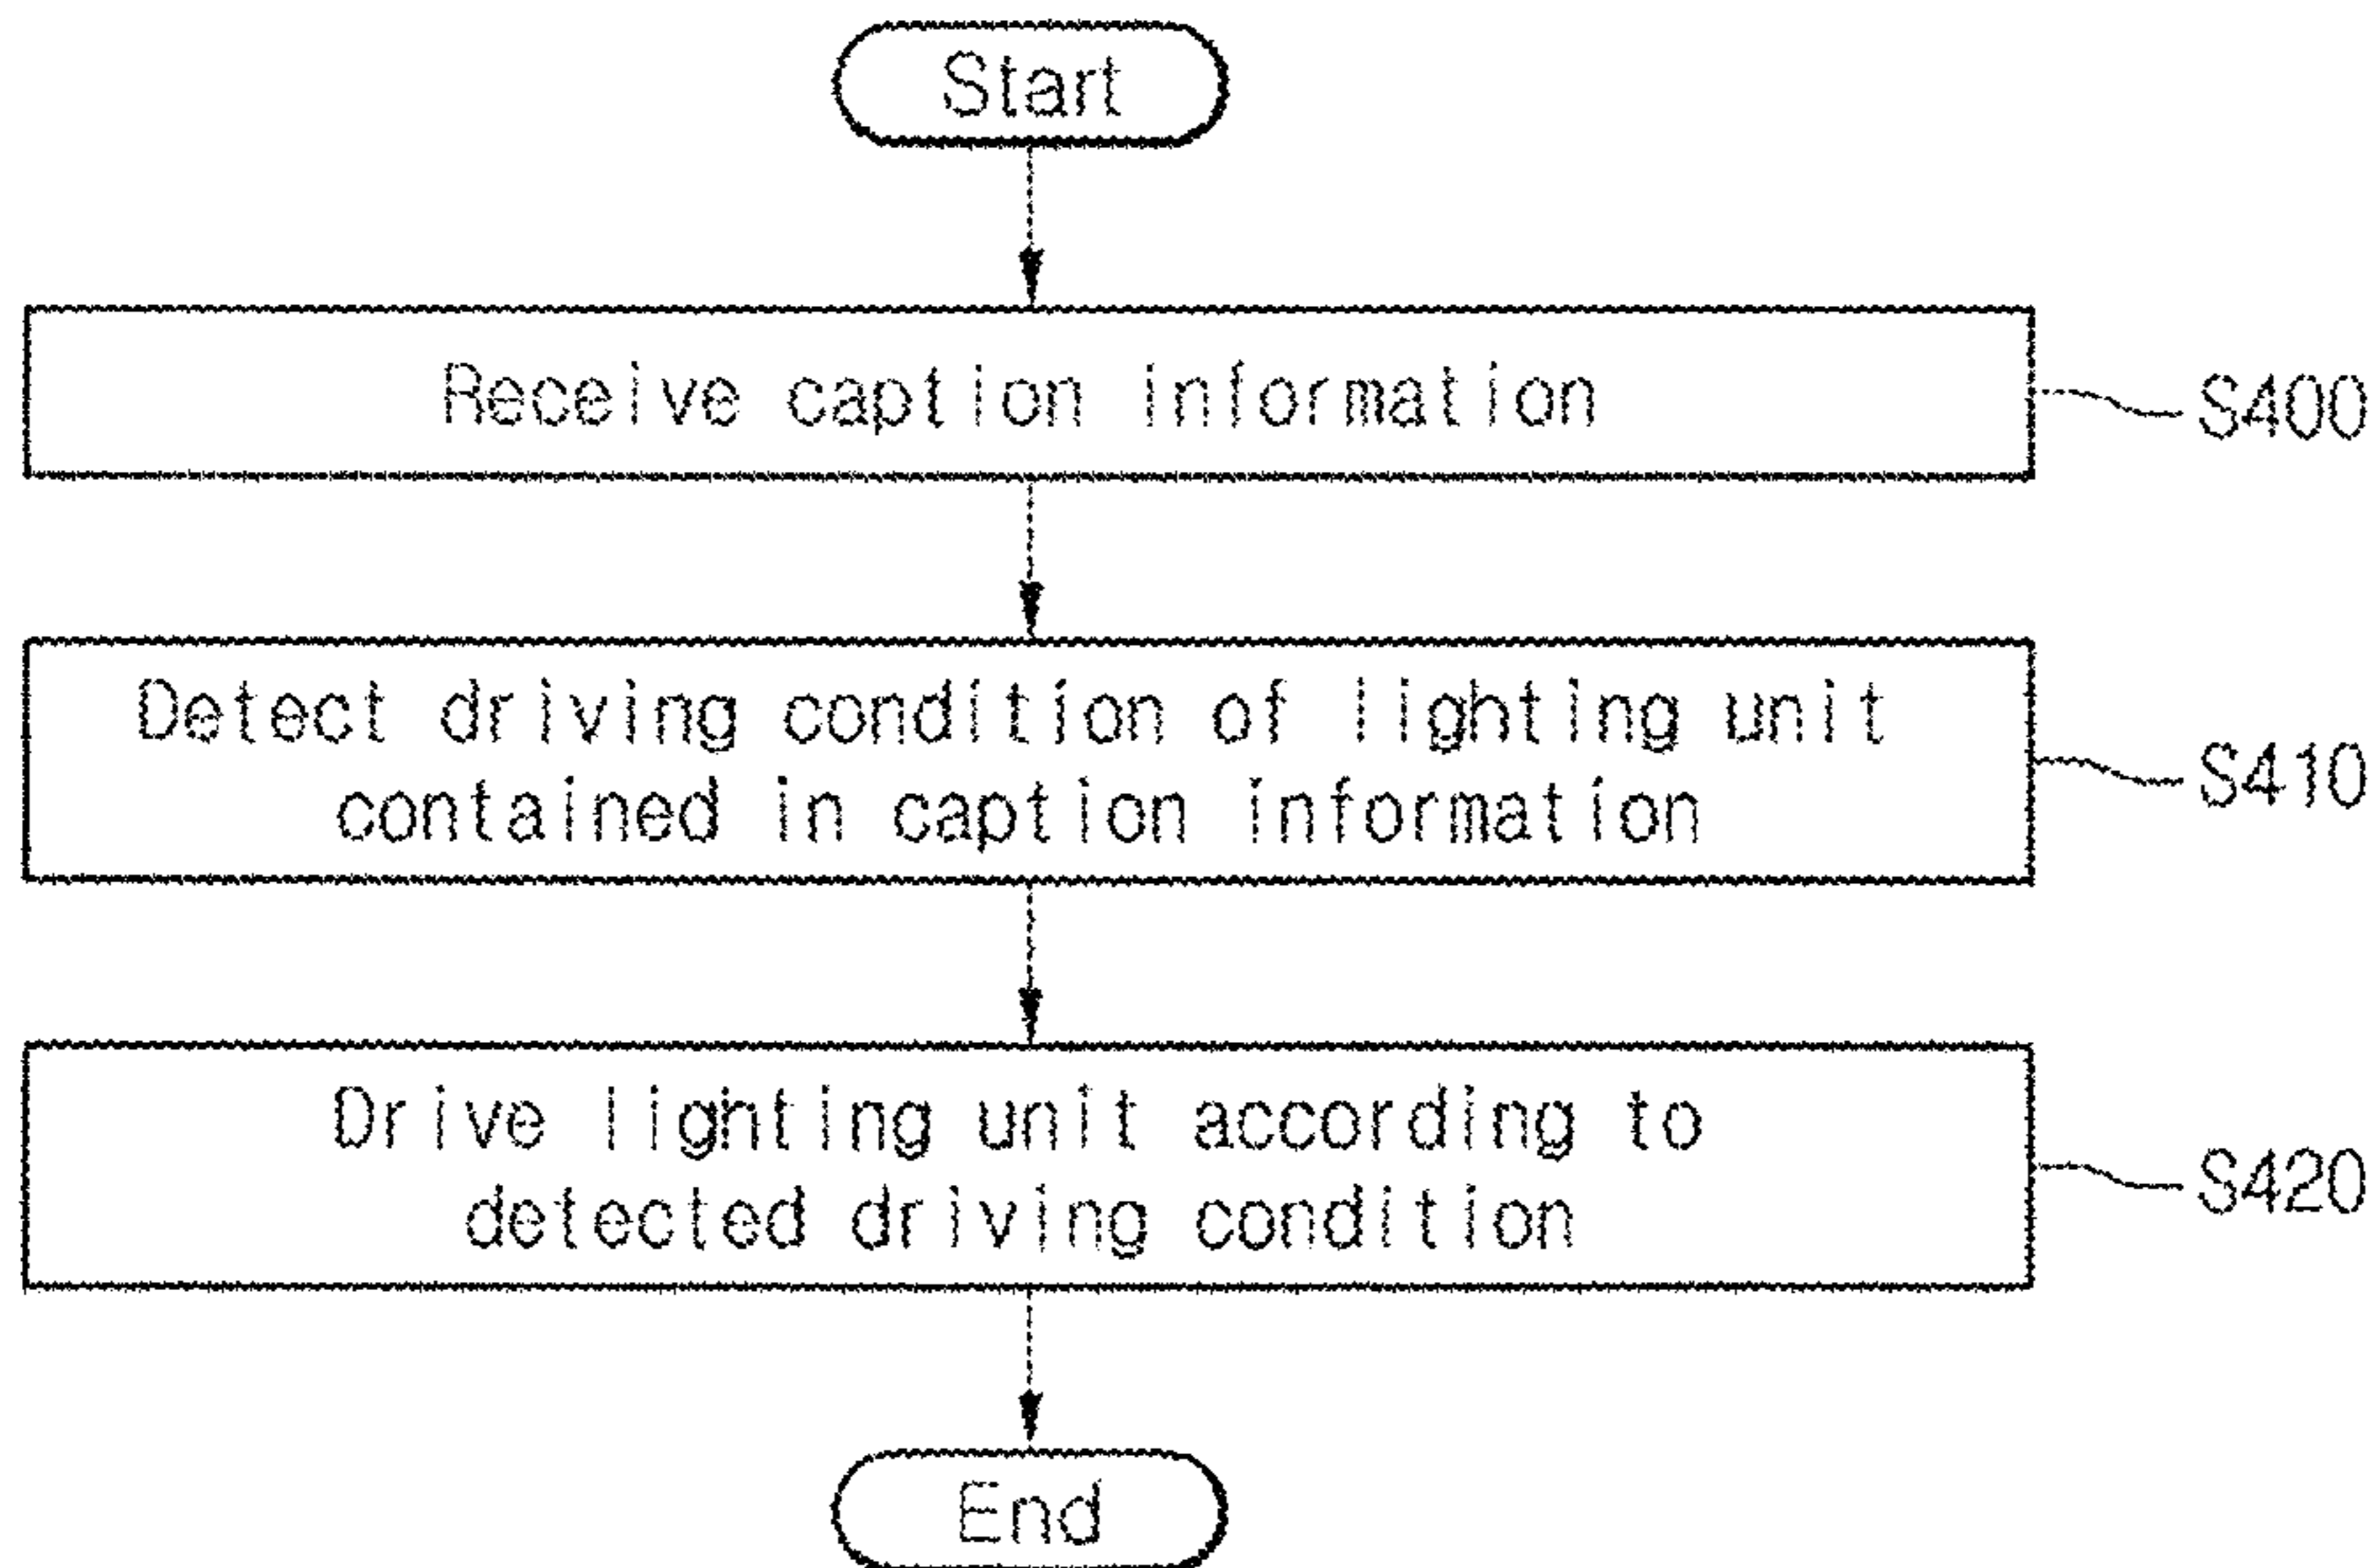 Start
Receive caption information
S400
Detect driving condition of lighting unit
contained in caption information
S410
Drive lighting unit according to
detected driving condition
S420
End